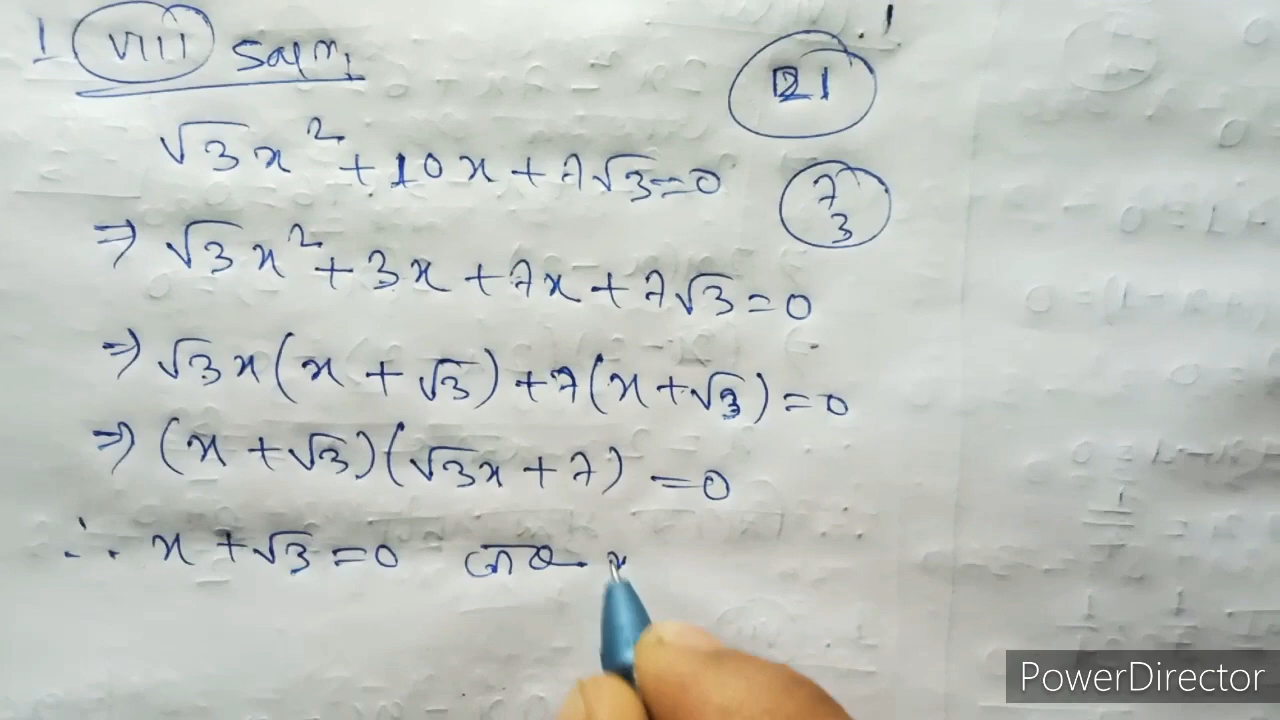 1 (VIII) Solⁿ,
21
√3x² + 10x + 7√3 = 0
7
3
⇒ √3x² + 3x + 7x + 7√3 = 0
⇒ √3x(x + √3) + 7(x + √3) = 0
⇒ (x + √3)(√3x + 7) = 0
∴ x + √3 = 0
PowerDirector